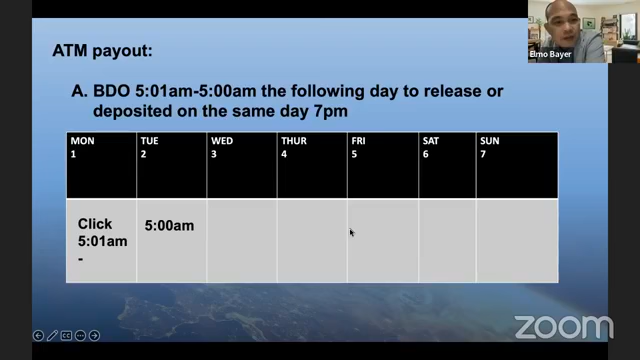 Elmo Bayer
ATM payout:
A. BDO 5:01am-5:00am the following day to release or
deposited on the same day 7pm
MON TUE WED THUR FRI SAT SUN
1 2 3 4 5 6 7
Click 5:00am
5:01am
-
zoom